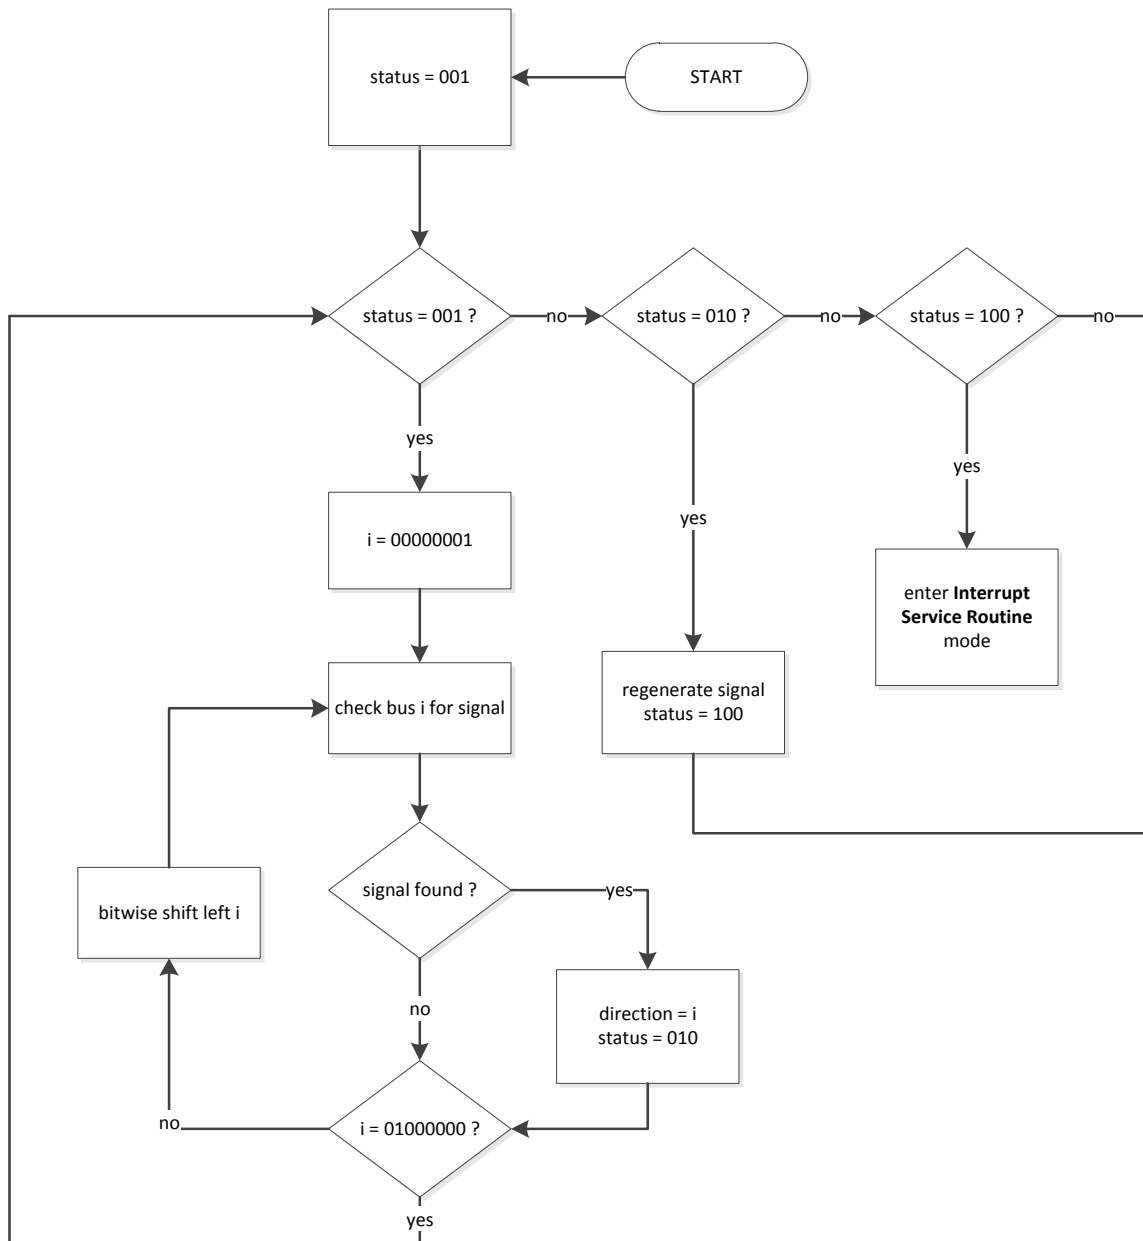 status = 001
START
status = 001 ?
no
status = 010 ?
no
status = 100 ?
no
yes
yes
yes
i = 00000001
enter Interrupt
Service Routine
mode
check bus i for signal
regenerate signal
status = 100
signal found ?
yes
bitwise shift left i
no
direction = i
status = 010
no
i = 01000000 ?
yes